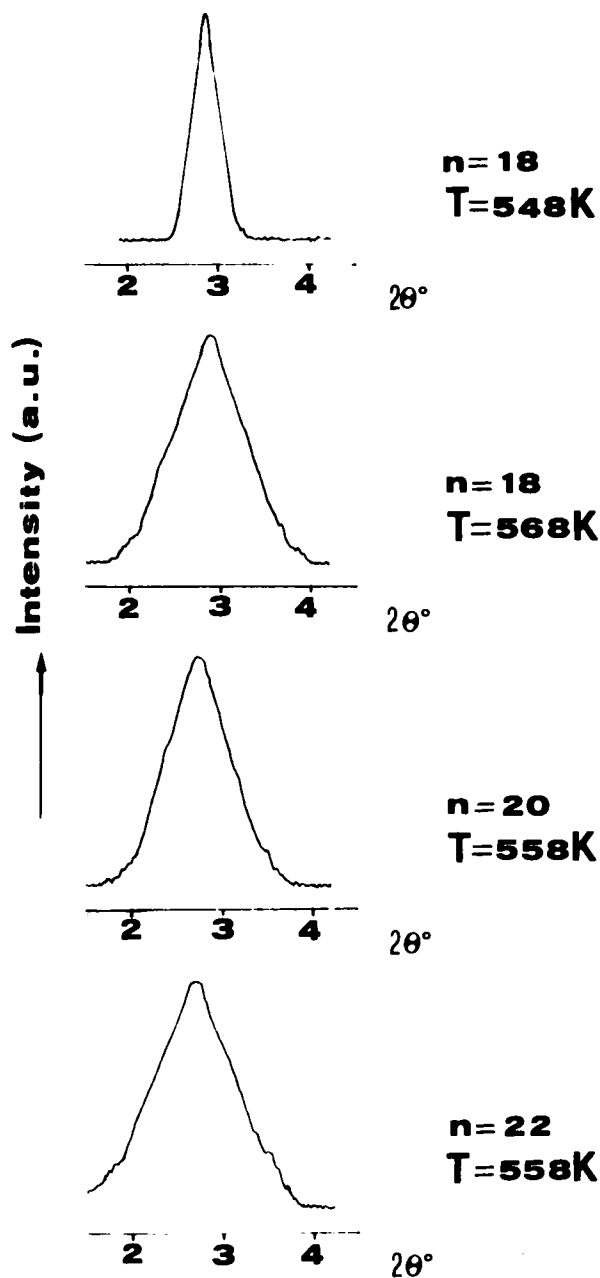 n=18
T=548K
2 3 4 2θ°
Intensity (a.u.)
n=18
T=568K
2 3 4 2θ°
n=20
T=558K
2 3 4 2θ°
n=22
T=558K
2 3 4 2θ°